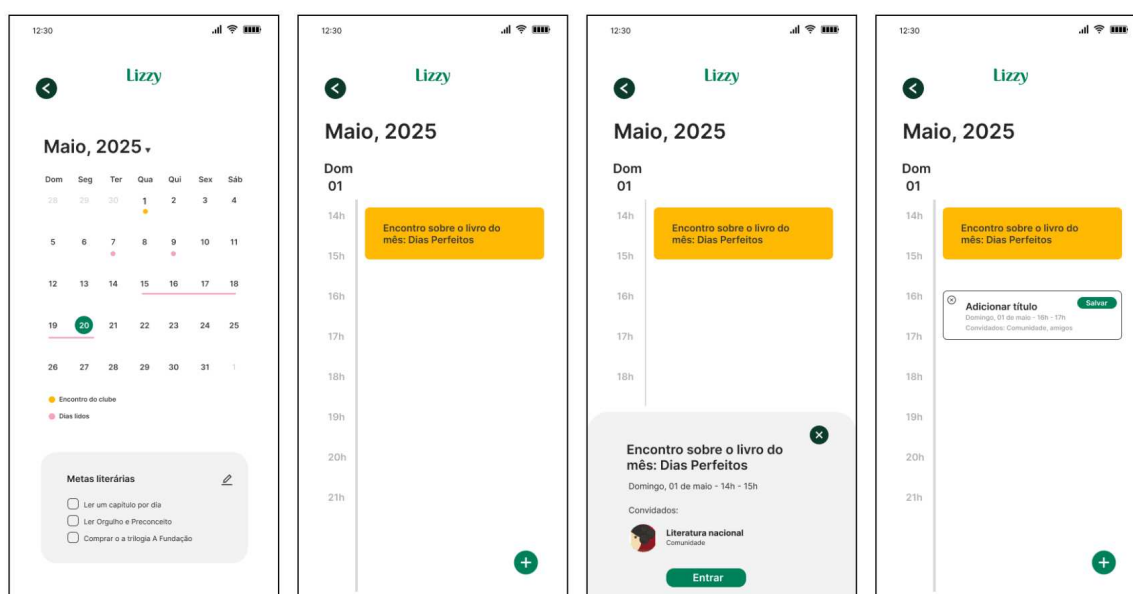 12:30
Lizzy
Maio, 2025
Dom Seg Ter Qua Qui Sex Sáb
28 29 30 1 2 3 4
5 6 7 8 9 10 11
12 13 14 15 16 17 18
19 20 21 22 23 24 25
26 27 28 29 30 31 1
Encontro do clube
Dias lidos
Metas literárias
Ler um capítulo por dia
Ler Orgulho e Preconceito
Comprar o a trilogia A Fundação
12:30
Lizzy
Maio, 2025
Dom
01
14h
Encontro sobre o livro do
mês: Dias Perfeitos
15h
16h
17h
18h
19h
20h
21h
12:30
Lizzy
Maio, 2025
Dom
01
14h
Encontro sobre o livro do
mês: Dias Perfeitos
15h
16h
17h
18h
Encontro sobre o livro do
mês: Dias Perfeitos
Domingo, 01 de maio - 14h - 15h
Convidados:
Literatura nacional
Comunidade
Entrar
12:30
Lizzy
Maio, 2025
Dom
01
14h
Encontro sobre o livro do
mês: Dias Perfeitos
15h
16h
Adicionar título Salvar
Domingo, 01 de maio - 16h - 17h
Convidados: Comunidade, amigos
17h
18h
19h
20h
21h